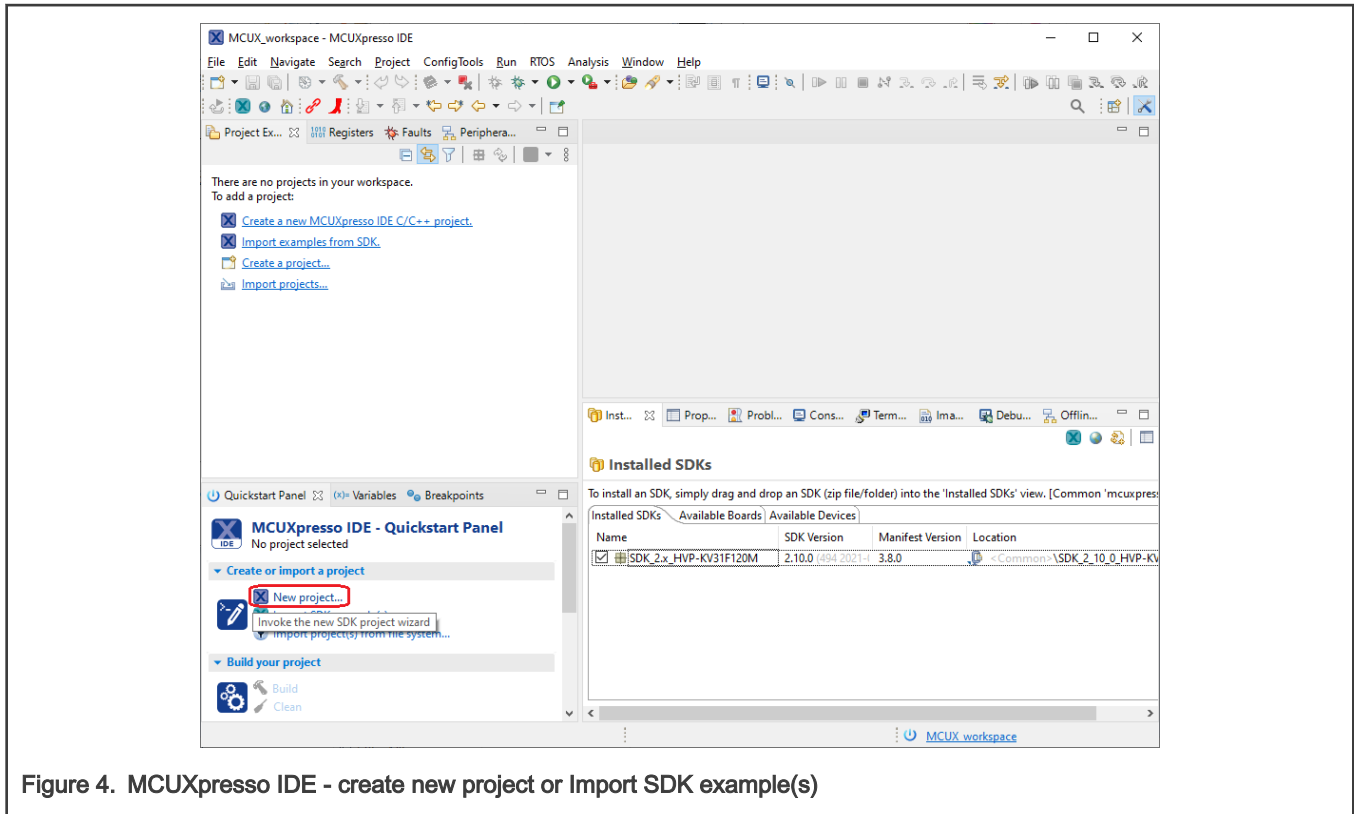 MCUX_workspace - MCUXpresso IDE
File Edit Navigate Search Project ConfigTools Run RTOS Analysis Window Help
Project Ex... Registers Faults Periphera...
There are no projects in your workspace.
To add a project:
Create a new MCUXpresso IDE C/C++ project.
Import examples from SDK.
Create a project...
Import projects...
Inst... Prop... Probl... Cons... Term... Ima... Debu... Offlin...
Installed SDKs
To install an SDK, simply drag and drop an SDK (zip file/folder) into the 'Installed SDKs' view. [Common 'mcuxpres
Installed SDKs Available Boards Available Devices
Name SDK Version Manifest Version Location
SDK_2.x_HVP-KV31F120M 2.10.0 (494 2021- 3.8.0 <Common>\SDK_2_10_0_HVP-KV
Quickstart Panel (x)= Variables Breakpoints
IDE
MCUXpresso IDE - Quickstart Panel
No project selected
Create or import a project
New project...
Invoke the new SDK project wizard
Import project(s) from file system...
Build your project
Build
Clean
MCUX_workspace
Figure 4. MCUXpresso IDE - create new project or Import SDK example(s)